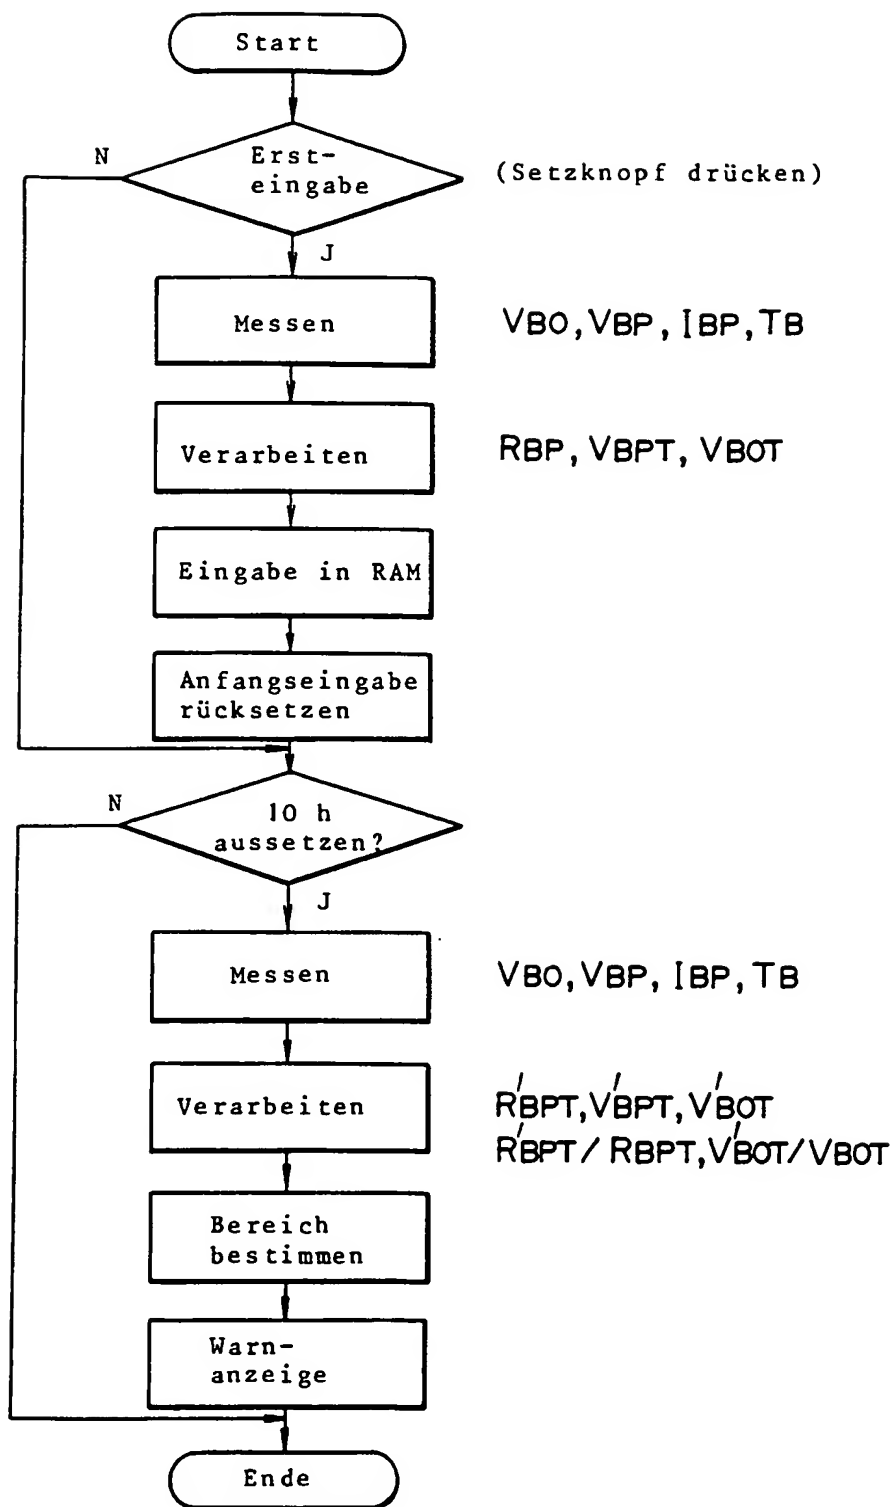 Start
N
Erst-
eingabe
(Setzknopf drücken)
J
Messen
VBO, VBP, IBP, TB
Verarbeiten
RBP, VBPT, VBOT
Eingabe in RAM
Anfangseingabe
rücksetzen
N
10 h
aussetzen?
J
Messen
VBO, VBP, IBP, TB
Verarbeiten
R'BPT, V'BPT, V'BOT
R'BPT / RBPT, V'BOT / VBOT
Bereich
bestimmen
Warn-
anzeige
Ende